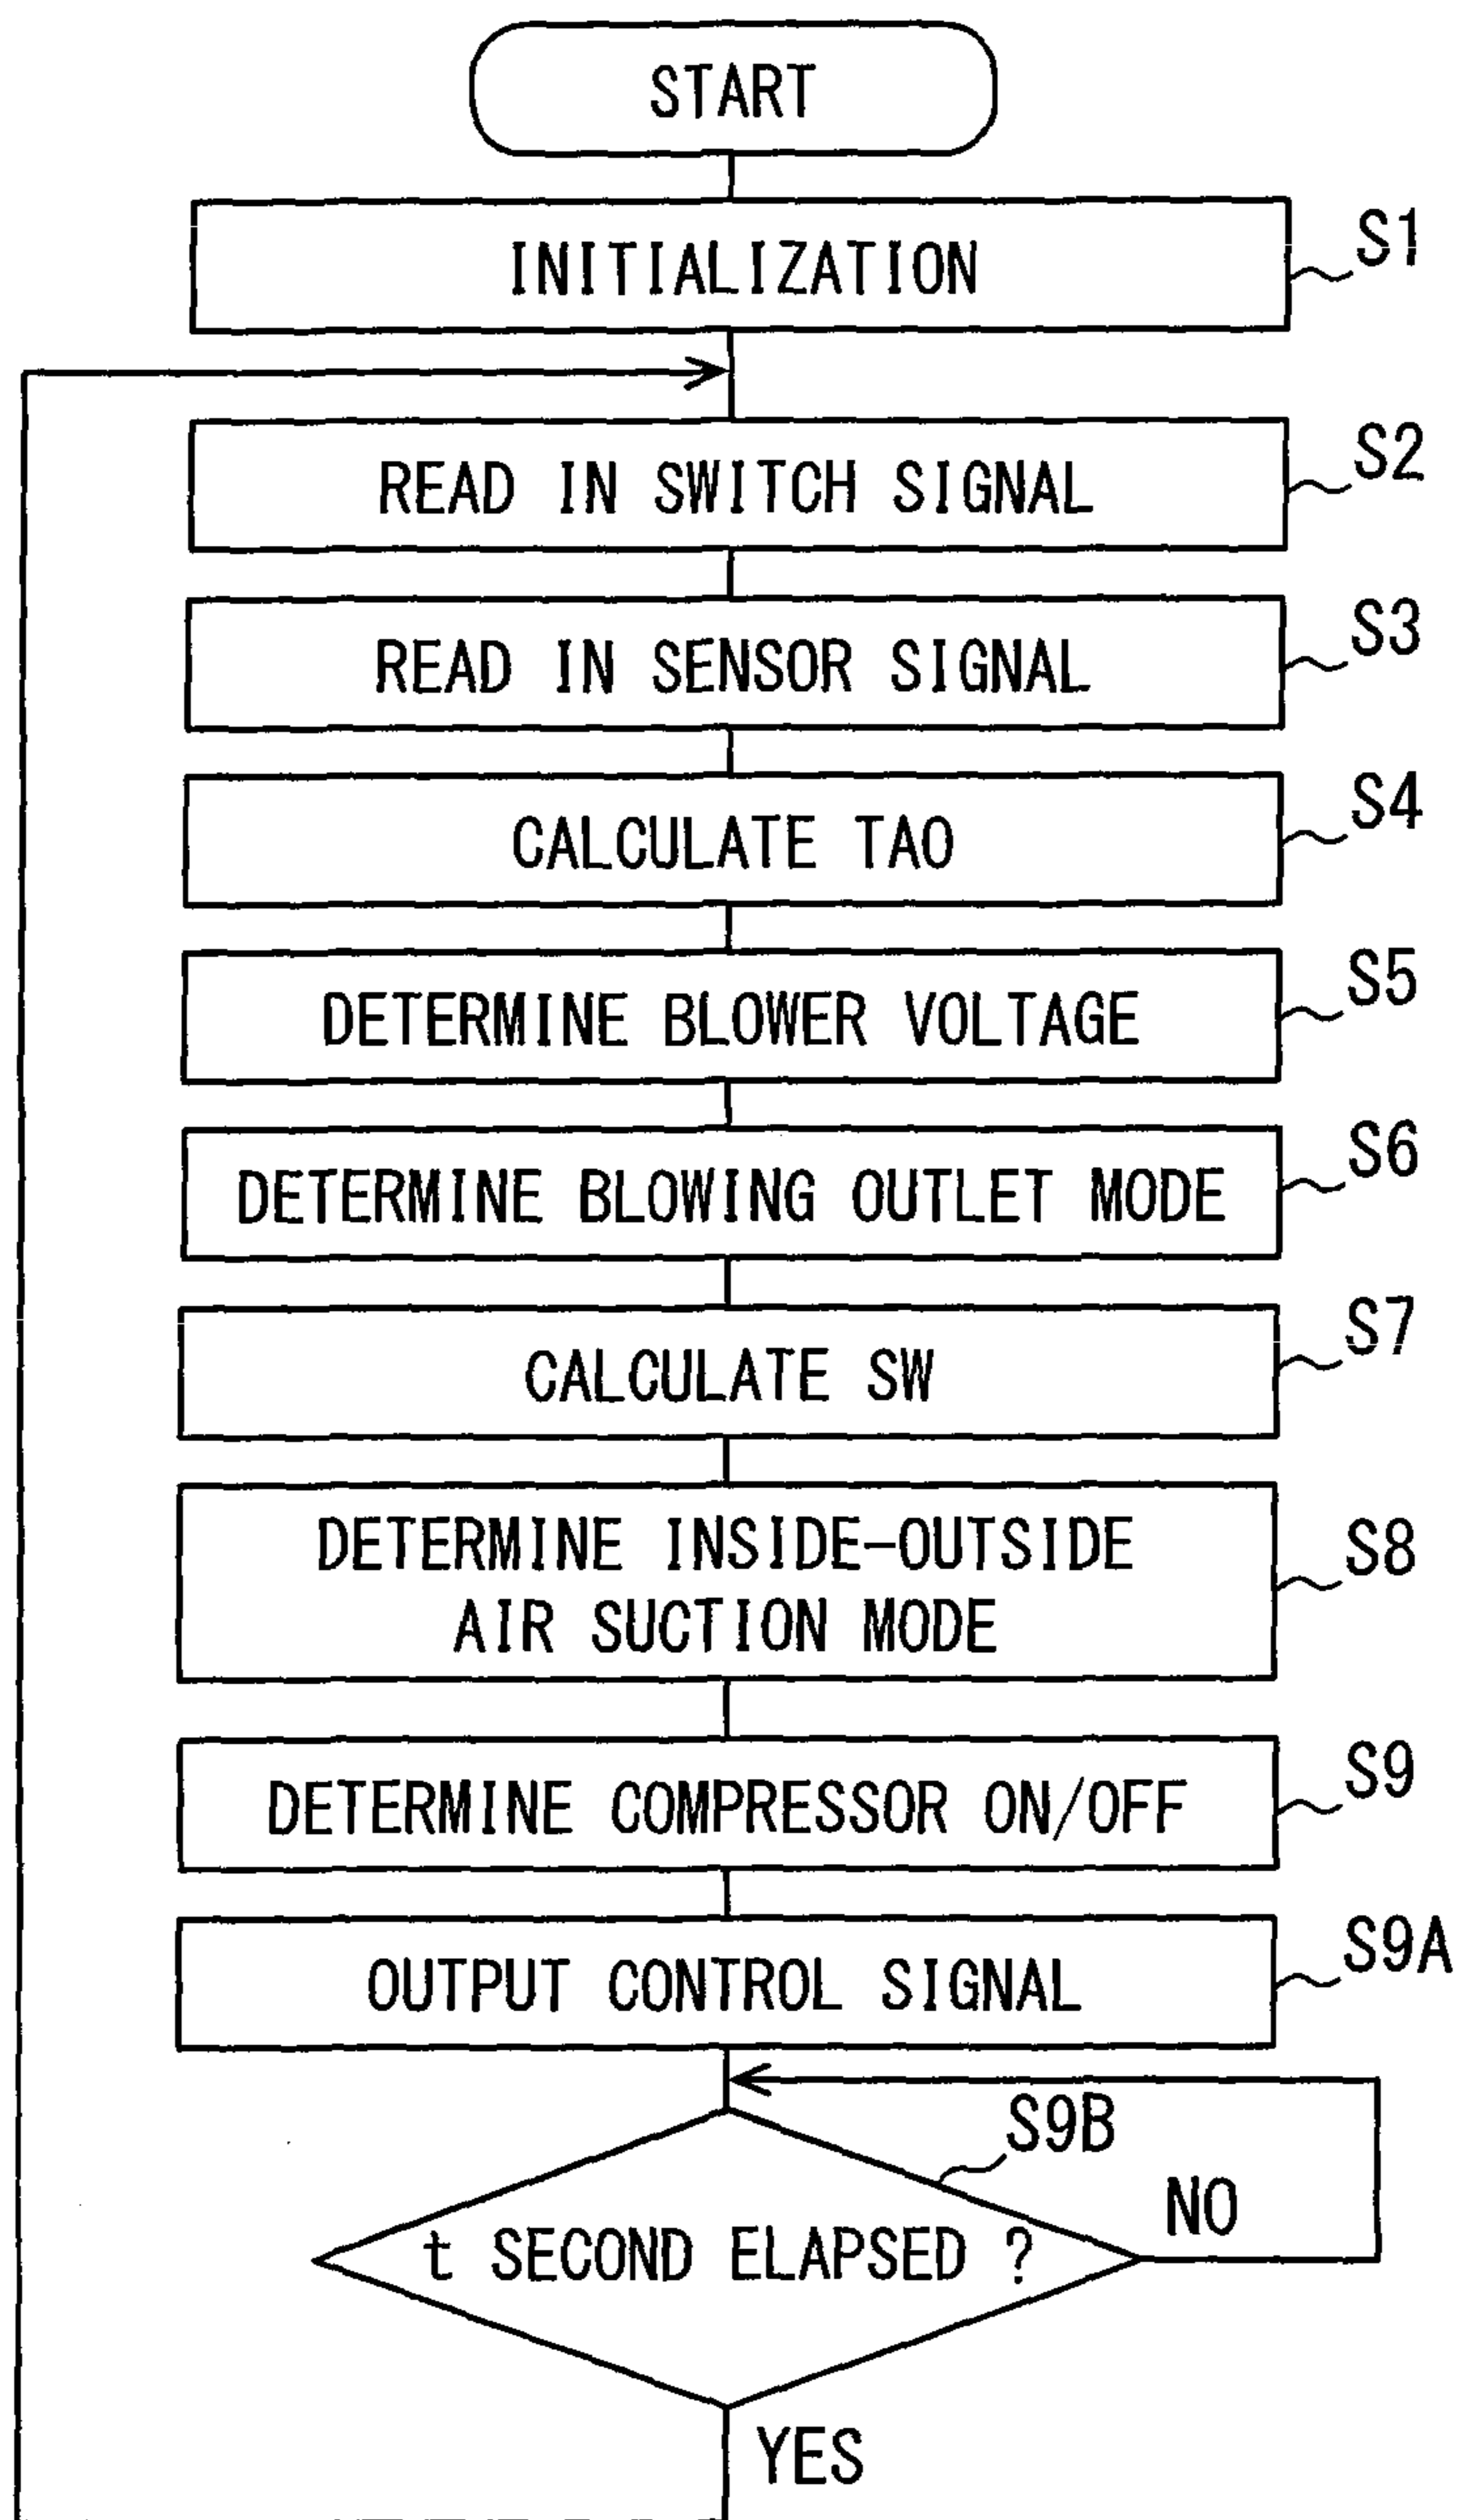 START
INITIALIZATION
S1
READ IN SWITCH SIGNAL
S2
READ IN SENSOR SIGNAL
S3
CALCULATE TAO
S4
DETERMINE BLOWER VOLTAGE
S5
DETERMINE BLOWING OUTLET MODE
S6
CALCULATE SW
S7
DETERMINE INSIDE-OUTSIDE
AIR SUCTION MODE
S8
DETERMINE COMPRESSOR ON/OFF
S9
OUTPUT CONTROL SIGNAL
S9A
S9B
NO
t SECOND ELAPSED ?
YES